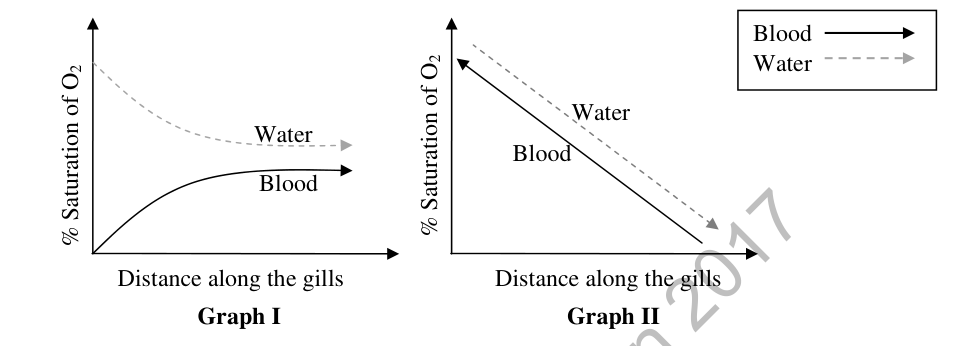 Blood
Water
% Saturation of O₂
Water
Blood
Distance along the gills
Graph I
% Saturation of O₂
Water
Blood
Distance along the gills
Graph II
n 2017